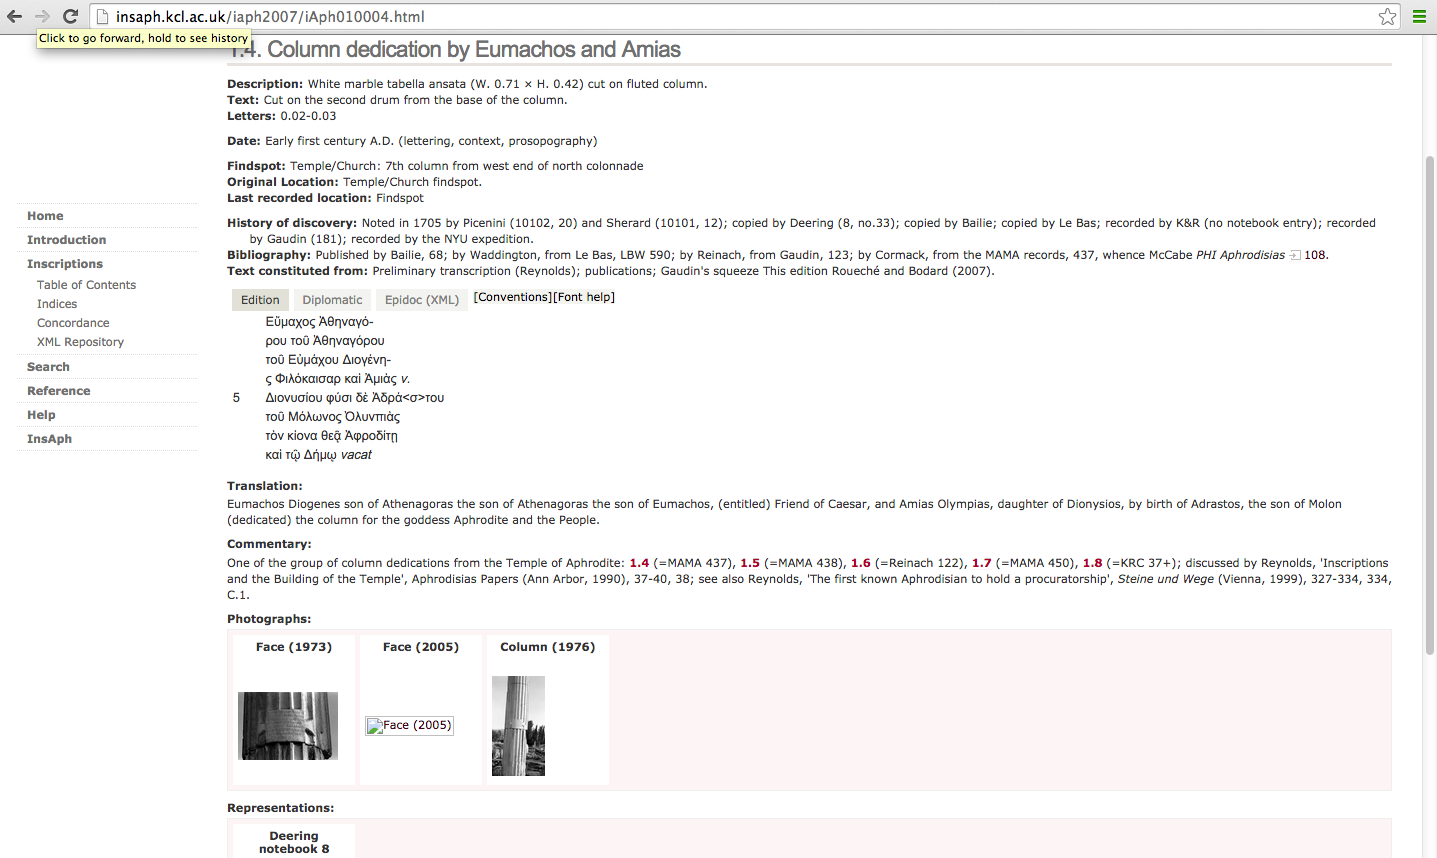 insaph.kcl.ac.uk/iaph2007/iAph010004.html
Click to go forward, hold to see history
1.4. Column dedication by Eumachos and Amias
Description: White marble tabella ansata (W. 0.71 × H. 0.42) cut on fluted column.
Text: Cut on the second drum from the base of the column.
Letters: 0.02-0.03
Date: Early first century A.D. (lettering, context, prosopography)
Findspot: Temple/Church: 7th column from west end of north colonnade
Original Location: Temple/Church findspot.
Last recorded location: Findspot
History of discovery: Noted in 1705 by Picenini (10102, 20) and Sherard (10101, 12); copied by Deering (8, no.33); copied by Bailie; copied by Le Bas; recorded by K&R (no notebook entry); recorded
by Gaudin (181); recorded by the NYU expedition.
Bibliography: Published by Bailie, 68; by Waddington, from Le Bas, LBW 590; by Reinach, from Gaudin, 123; by Cormack, from the MAMA records, 437, whence McCabe PHI Aphrodisias 108.
Text constituted from: Preliminary transcription (Reynolds); publications; Gaudin's squeeze This edition Roueché and Bodard (2007).
Home
Introduction
Inscriptions
Table of Contents
Indices
Concordance
XML Repository
Search
Reference
Help
InsAph
Edition Diplomatic Epidoc (XML) [Conventions][Font help]
Εὔμαχος Ἀθηναγό-
ρου τοῦ Ἀθηναγόρου
τοῦ Εὐμάχου Διογένη-
ς Φιλόκαισαρ καὶ Ἀμιὰς v.
5 Διονυσίου φύσι δὲ Ἀδρά<σ>του
τοῦ Μόλωνος Ὀλυνπιὰς
τὸν κίονα θεᾷ Ἀφροδίτῃ
καὶ τῷ Δήμῳ vacat
Translation:
Eumachos Diogenes son of Athenagoras the son of Athenagoras the son of Eumachos, (entitled) Friend of Caesar, and Amias Olympias, daughter of Dionysios, by birth of Adrastos, the son of Molon
(dedicated) the column for the goddess Aphrodite and the People.
Commentary:
One of the group of column dedications from the Temple of Aphrodite: 1.4 (=MAMA 437), 1.5 (=MAMA 438), 1.6 (=Reinach 122), 1.7 (=MAMA 450), 1.8 (=KRC 37+); discussed by Reynolds, 'Inscriptions
and the Building of the Temple', Aphrodisias Papers (Ann Arbor, 1990), 37-40, 38; see also Reynolds, 'The first known Aphrodisian to hold a procuratorship', Steine und Wege (Vienna, 1999), 327-334, 334,
C.1.
Photographs:
Face (1973) Face (2005) Column (1976)
Face (2005)
Representations:
Deering
notebook 8